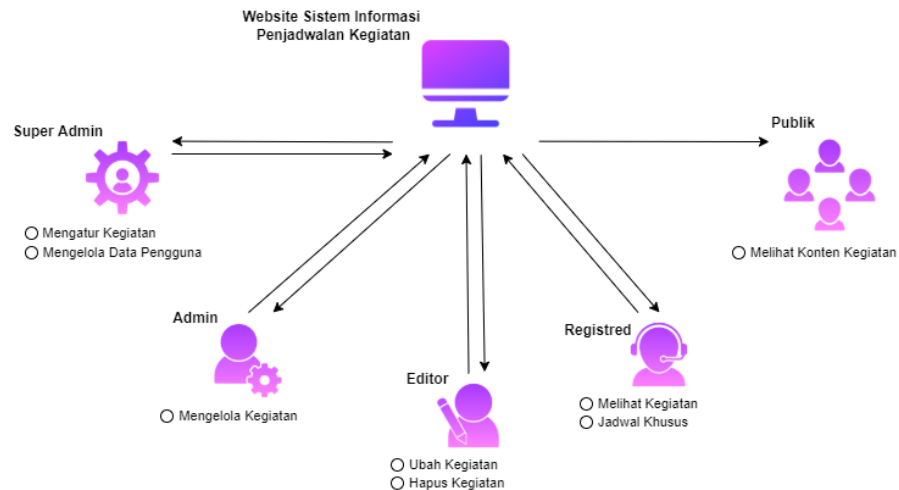 Website Sistem Informasi
Penjadwalan Kegiatan
Super Admin
Mengatur Kegiatan
Mengelola Data Pengguna
Publik
Melihat Konten Kegiatan
Admin
Mengelola Kegiatan
Registred
Melihat Kegiatan
Jadwal Khusus
Editor
Ubah Kegiatan
Hapus Kegiatan